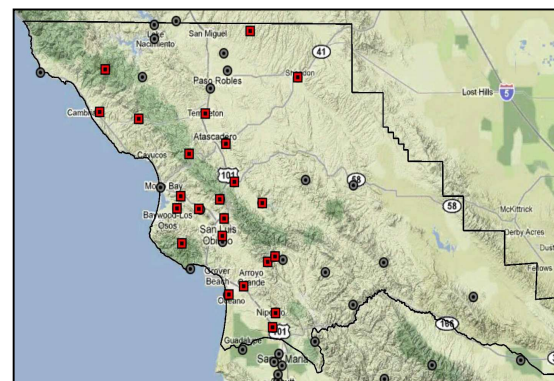 Lake
Nacimiento
San Miguel
41
Shandon
Paso Robles
Lost Hills
5
Cambria
Templeton
Atascadero
Cayucos
101
58
Morro Bay
58
McKittrick
Baywood-Los
Osos
San Luis
Obispo
Derby Acres
Fellows
Grover
Beach
Arroyo
Grande
Oceano
Nipomo
101
166
Guadalupe
Santa Maria